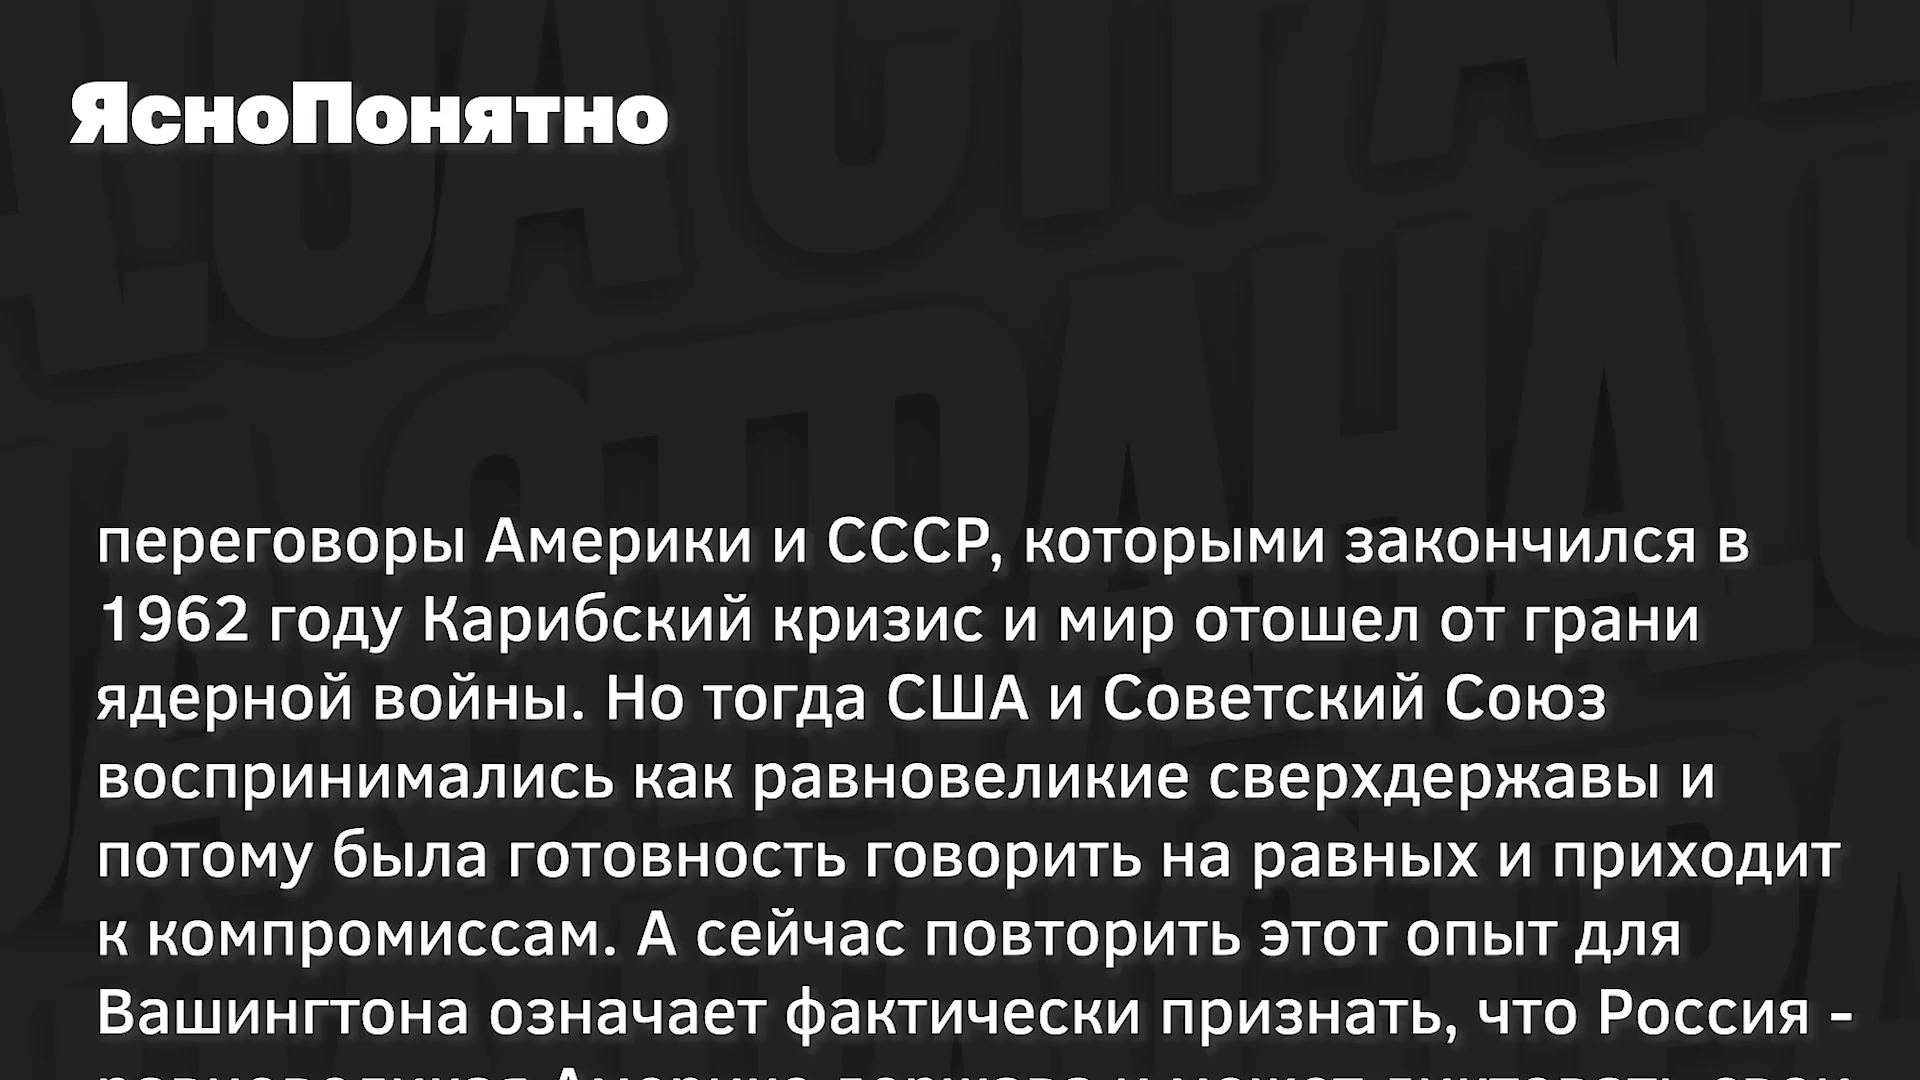 ЯсноПонятно
переговоры Америки и СССР, которыми закончился в
1962 году Карибский кризис и мир отошел от грани
ядерной войны. Но тогда США и Советский Союз
воспринимались как равновеликие сверхдержавы и
потому была готовность говорить на равных и приходит
к компромиссам. А сейчас повторить этот опыт для
Вашингтона означает фактически признать, что Россия -